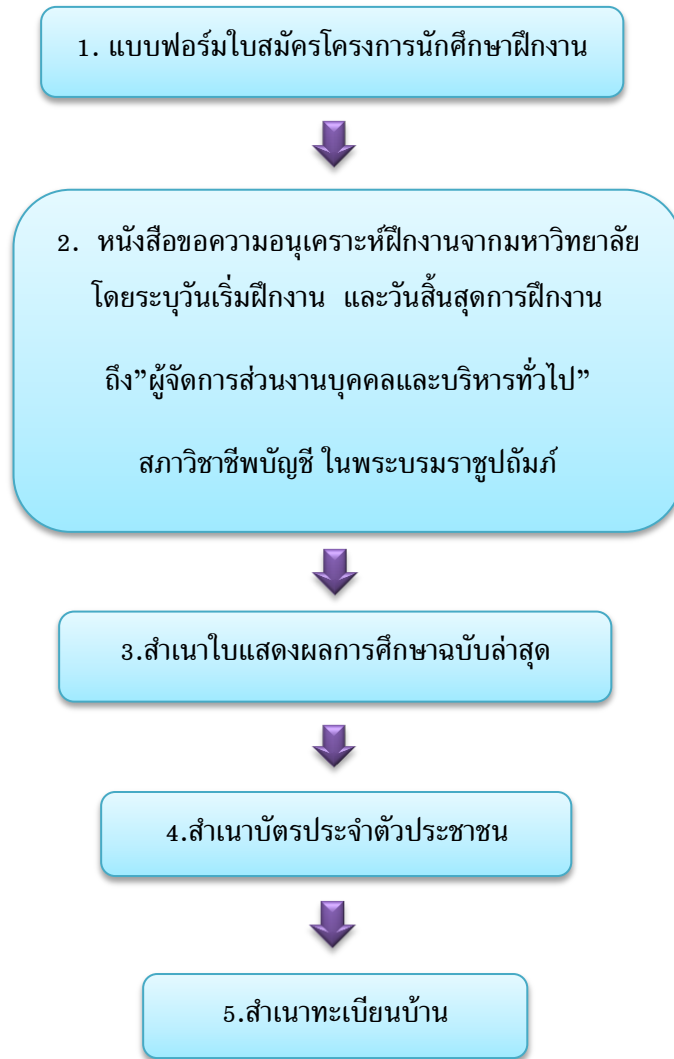 1. แบบฟอร์มใบสมัครโครงการนักศึกษาฝึกงาน
2. หนังสือขอความอนุเคราะห์ฝึกงานจากมหาวิทยาลัย
โดยระบุวันเริ่มฝึกงาน และวันสิ้นสุดการฝึกงาน
ถึง”ผู้จัดการส่วนงานบุคคลและบริหารทั่วไป”
สภาวิชาชีพบัญชี ในพระบรมราชูปถัมภ์
3.สำเนาใบแสดงผลการศึกษาฉบับล่าสุด
4.สำเนาบัตรประจำตัวประชาชน
5.สำเนาทะเบียนบ้าน